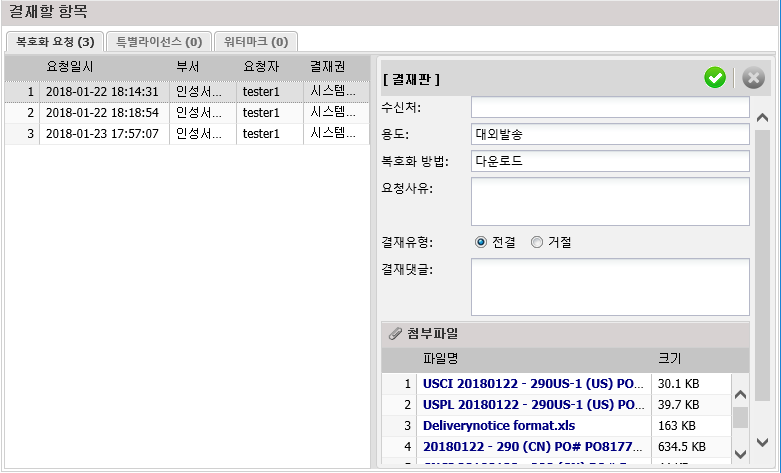 결재할 항목
복호화 요청 (3) 특별라이선스 (0) 워터마크 (0)
요청일시 부서 요청자 결재권
1 2018-01-22 18:14:31 인성서... tester1 시스템...
2 2018-01-22 18:18:54 인성서... tester1 시스템...
3 2018-01-23 17:57:07 인성서... tester1 시스템...
[ 결재판 ]
수신처:
용도: 대외발송
복호화 방법: 다운로드
요청사유:
결재유형: 전결 거절
결재댓글:
첨부파일
파일명 크기
1 USCI 20180122 - 290US-1 (US) PO... 30.1 KB
2 USPL 20180122 - 290US-1 (US) PO... 39.7 KB
3 Deliverynotice format.xls 163 KB
4 20180122 - 290 (CN) PO# PO8177... 634.5 KB